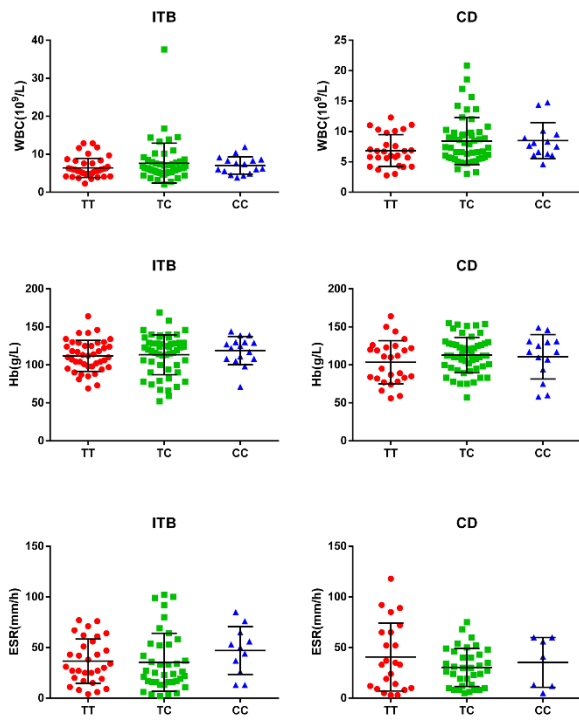 ITB
WBC(10⁹/L)
40
30
20
10
0
TT TC CC
CD
WBC(10⁹/L)
25
20
15
10
5
0
TT TC CC
ITB
Hb(g/L)
200
150
100
50
0
TT TC CC
CD
Hb(g/L)
200
150
100
50
0
TT TC CC
ITB
ESR(mm/h)
150
100
50
0
TT TC CC
CD
ESR(mm/h)
150
100
50
0
TT TC CC